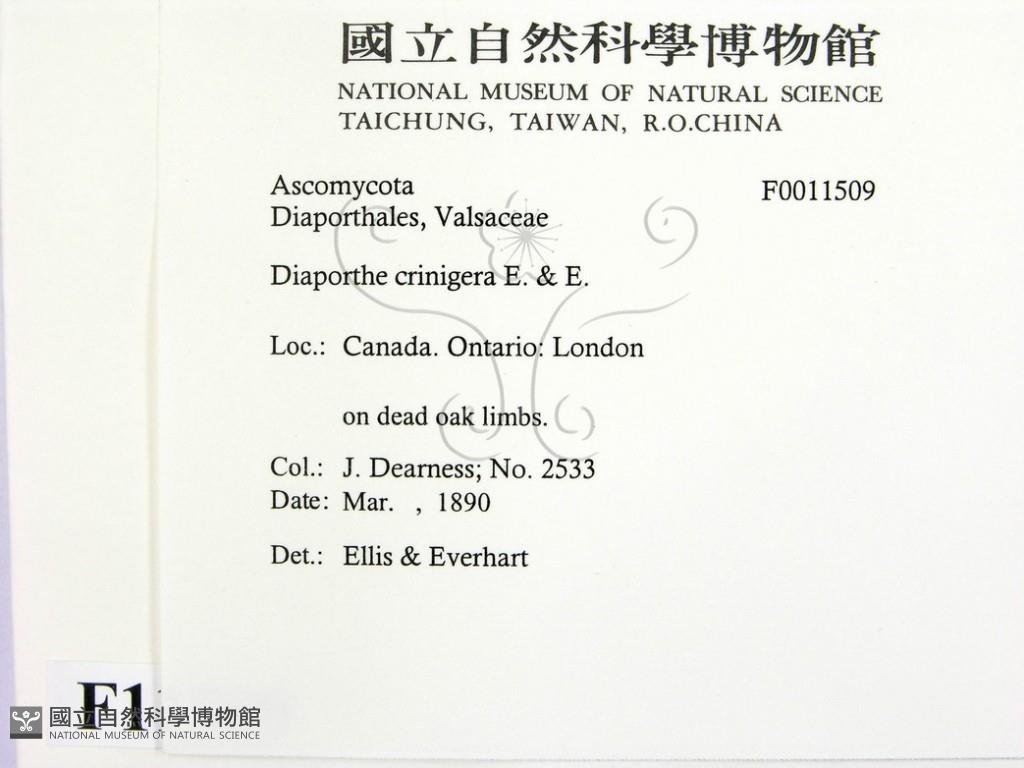 國立自然科學博物館
NATIONAL MUSEUM OF NATURAL SCIENCE
TAICHUNG, TAIWAN, R.O.CHINA
Ascomycota
F0011509
Diaporthales, Valsaceae
Diaporthe crinigera E. & E.
Loc.: Canada. Ontario: London
on dead oak limbs.
Col.: J. Dearness; No. 2533
Date: Mar. , 1890
Det.: Ellis & Everhart
F1
國立自然科學博物館
NATIONAL MUSEUM OF NATURAL SCIENCE